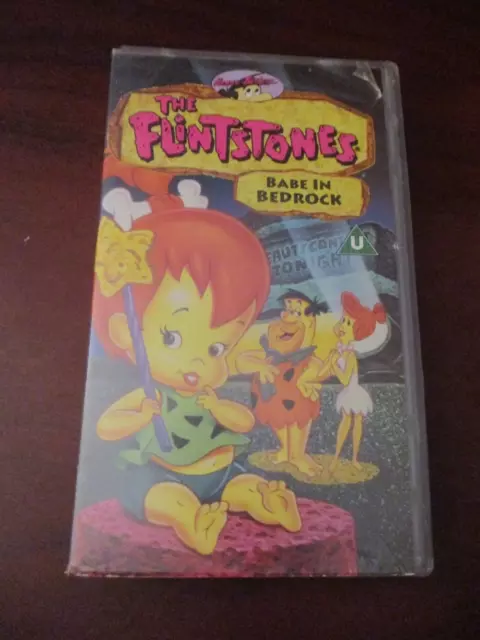 THE
FLINTSTONES
BABE IN
BEDROCK
U